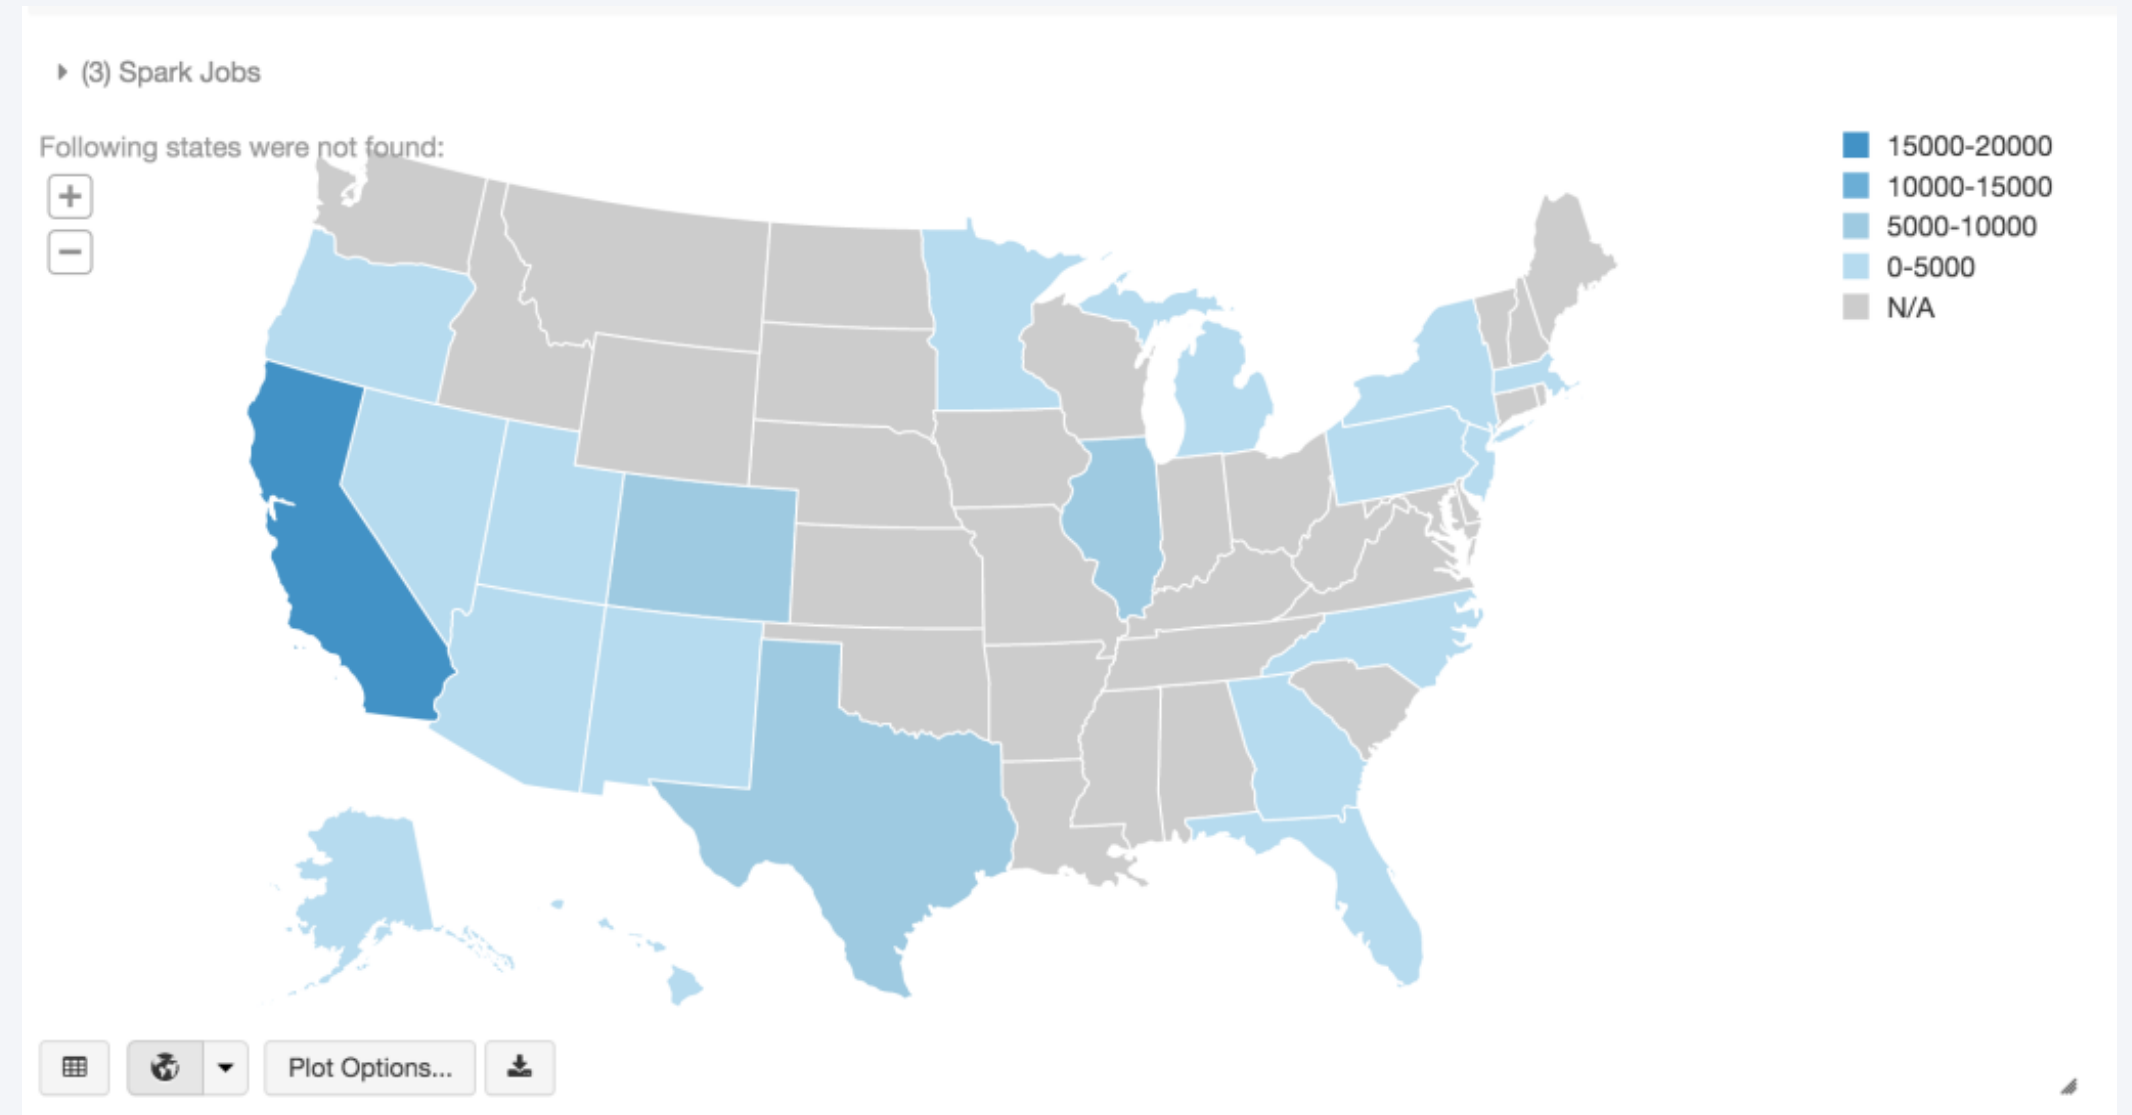 (3) Spark Jobs
Following states were not found:
+
−
15000-20000
10000-15000
5000-10000
0-5000
N/A
Plot Options...